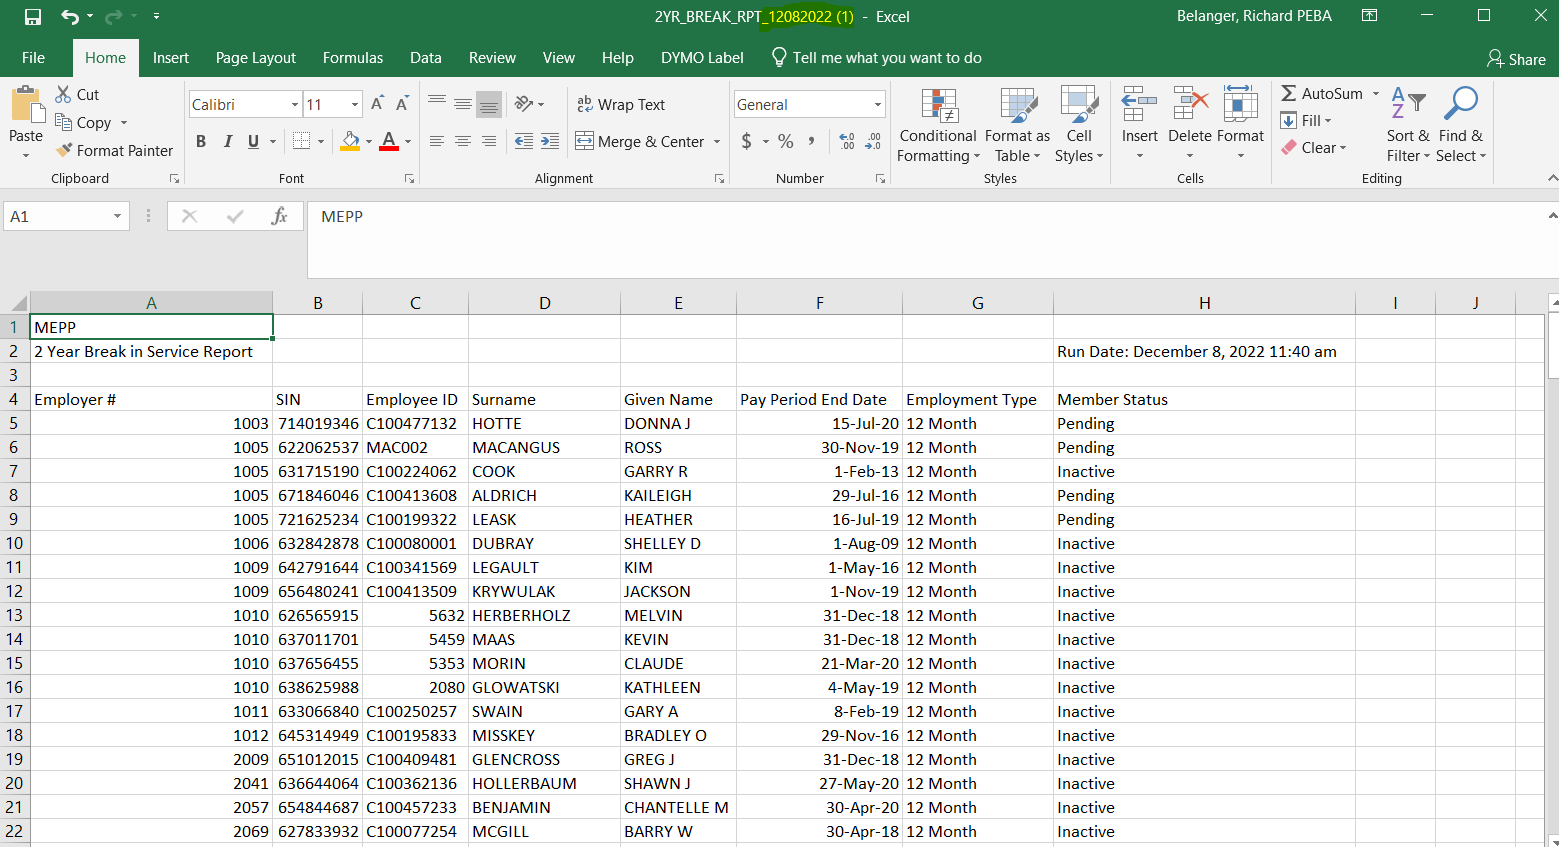 2YR_BREAK_RPT_12082022 (1) - Excel
Belanger, Richard PEBA
File Home Insert Page Layout Formulas Data Review View Help DYMO Label Tell me what you want to do Share
Paste
Cut
Copy
Format Painter
Clipboard
Calibri 11
A A
B I U A
Font
ab Wrap Text
Merge & Center
Alignment
General
$ % , .0 .00 .00 .0
Number
Conditional Formatting
Format as Table
Cell Styles
Styles
Insert Delete Format
Cells
AutoSum
Fill
Clear
Sort & Filter
Find & Select
Editing
A1 fx MEPP
A B C D E F G H I J
1 MEPP
2 2 Year Break in Service Report Run Date: December 8, 2022 11:40 am
3
4 Employer # SIN Employee ID Surname Given Name Pay Period End Date Employment Type Member Status
5 1003 714019346 C100477132 HOTTE DONNA J 15-Jul-20 12 Month Pending
6 1005 622062537 MAC002 MACANGUS ROSS 30-Nov-19 12 Month Pending
7 1005 631715190 C100224062 COOK GARRY R 1-Feb-13 12 Month Inactive
8 1005 671846046 C100413608 ALDRICH KAILEIGH 29-Jul-16 12 Month Pending
9 1005 721625234 C100199322 LEASK HEATHER 16-Jul-19 12 Month Pending
10 1006 632842878 C100080001 DUBRAY SHELLEY D 1-Aug-09 12 Month Inactive
11 1009 642791644 C100341569 LEGAULT KIM 1-May-16 12 Month Inactive
12 1009 656480241 C100413509 KRYWULAK JACKSON 1-Nov-19 12 Month Inactive
13 1010 626565915 5632 HERBERHOLZ MELVIN 31-Dec-18 12 Month Inactive
14 1010 637011701 5459 MAAS KEVIN 31-Dec-18 12 Month Inactive
15 1010 637656455 5353 MORIN CLAUDE 21-Mar-20 12 Month Inactive
16 1010 638625988 2080 GLOWATSKI KATHLEEN 4-May-19 12 Month Inactive
17 1011 633066840 C100250257 SWAIN GARY A 8-Feb-19 12 Month Inactive
18 1012 645314949 C100195833 MISSKEY BRADLEY O 29-Nov-16 12 Month Inactive
19 2009 651012015 C100409481 GLENCROSS GREG J 31-Dec-18 12 Month Inactive
20 2041 636644064 C100362136 HOLLERBAUM SHAWN J 27-May-20 12 Month Inactive
21 2057 654844687 C100457233 BENJAMIN CHANTELLE M 30-Apr-20 12 Month Inactive
22 2069 627833932 C100077254 MCGILL BARRY W 30-Apr-18 12 Month Inactive